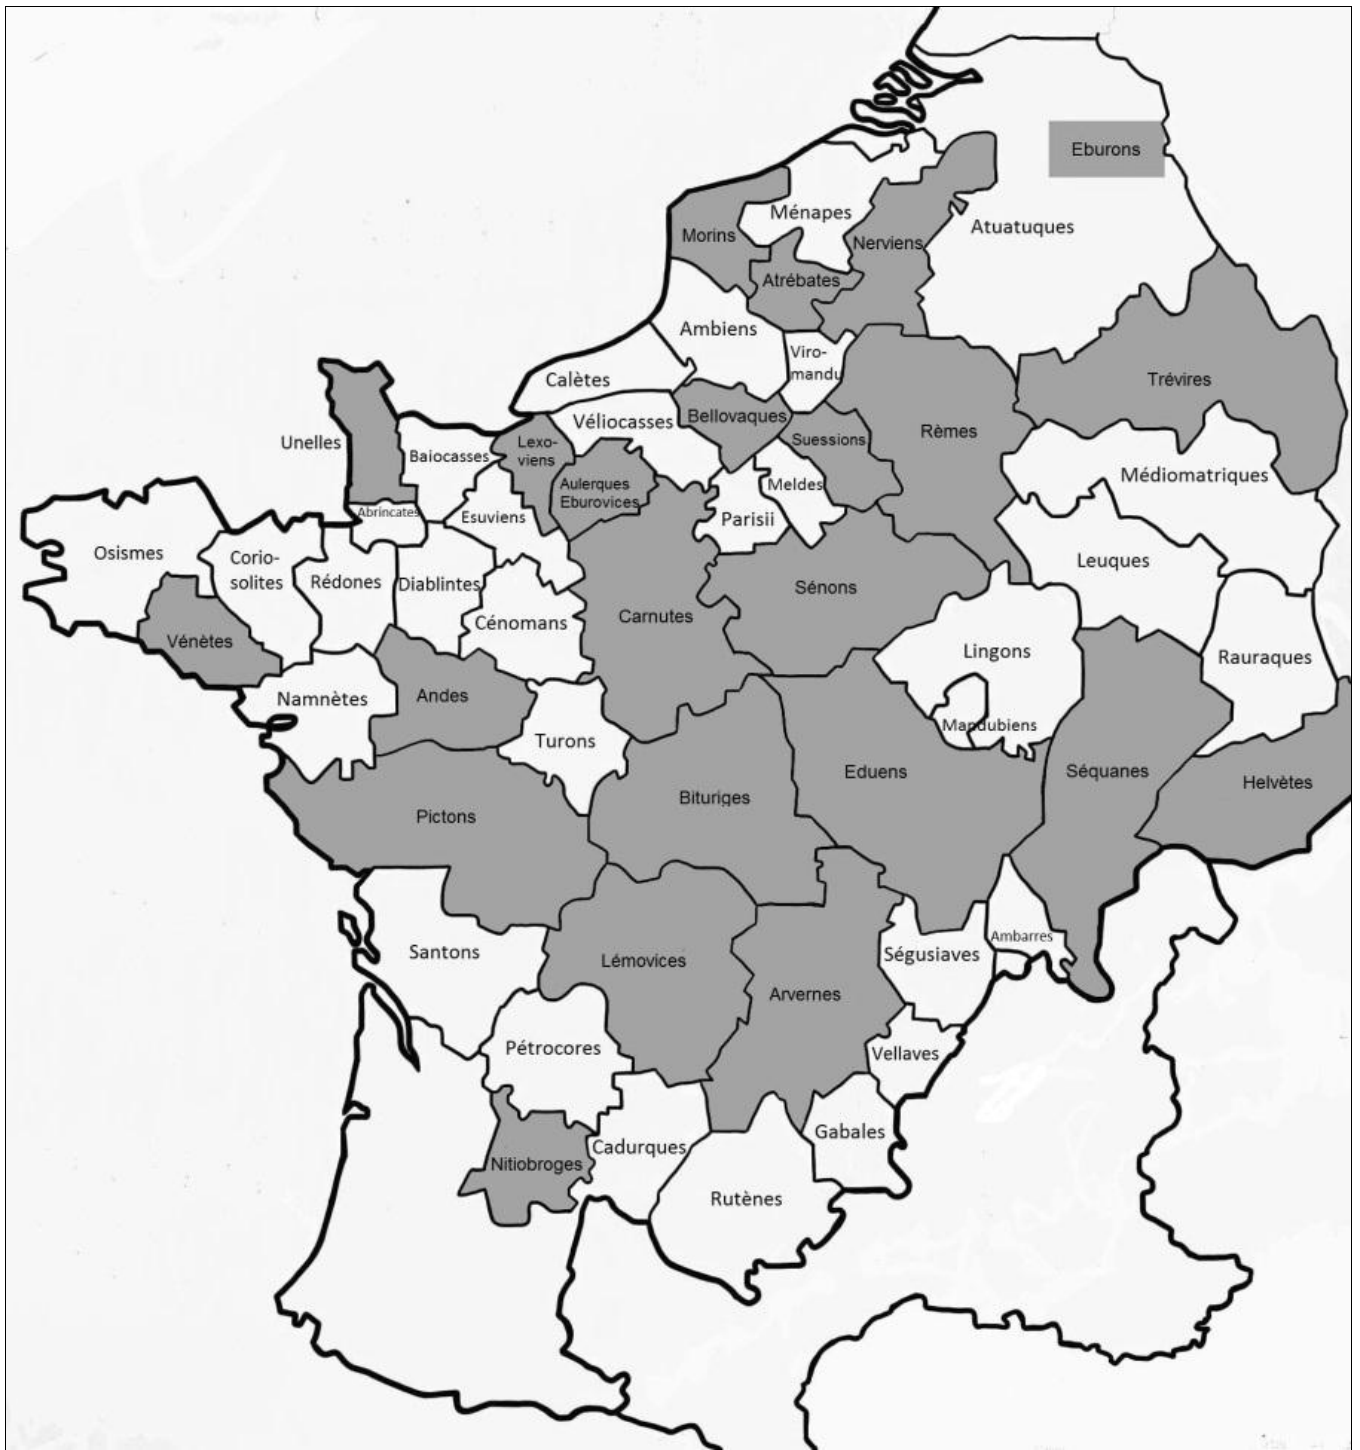 Eburons
Ménapes
Morins
Nerviens
Atuatuques
Atrébates
Ambiens
Viro-
mandu
Calètes
Trévires
Véliocasses
Bellovaques
Suessions
Rèmes
Unelles
Baiocasses
Lexo-
viens
Aulerques
Eburovices
Meldes
Médiomatriques
Abrincates
Esuviens
Parisii
Osismes
Corio-
solites
Rédones
Diablintes
Sénons
Leuques
Carnutes
Cénomans
Vénètes
Lingons
Rauraques
Namnètes
Andes
Mandubiens
Turons
Eduens
Séquanes
Helvètes
Bituriges
Pictons
Santons
Lémovices
Ségusiaves
Ambarres
Arvernes
Pétrocores
Vellaves
Gabales
Cadurques
Nitiobroges
Rutènes